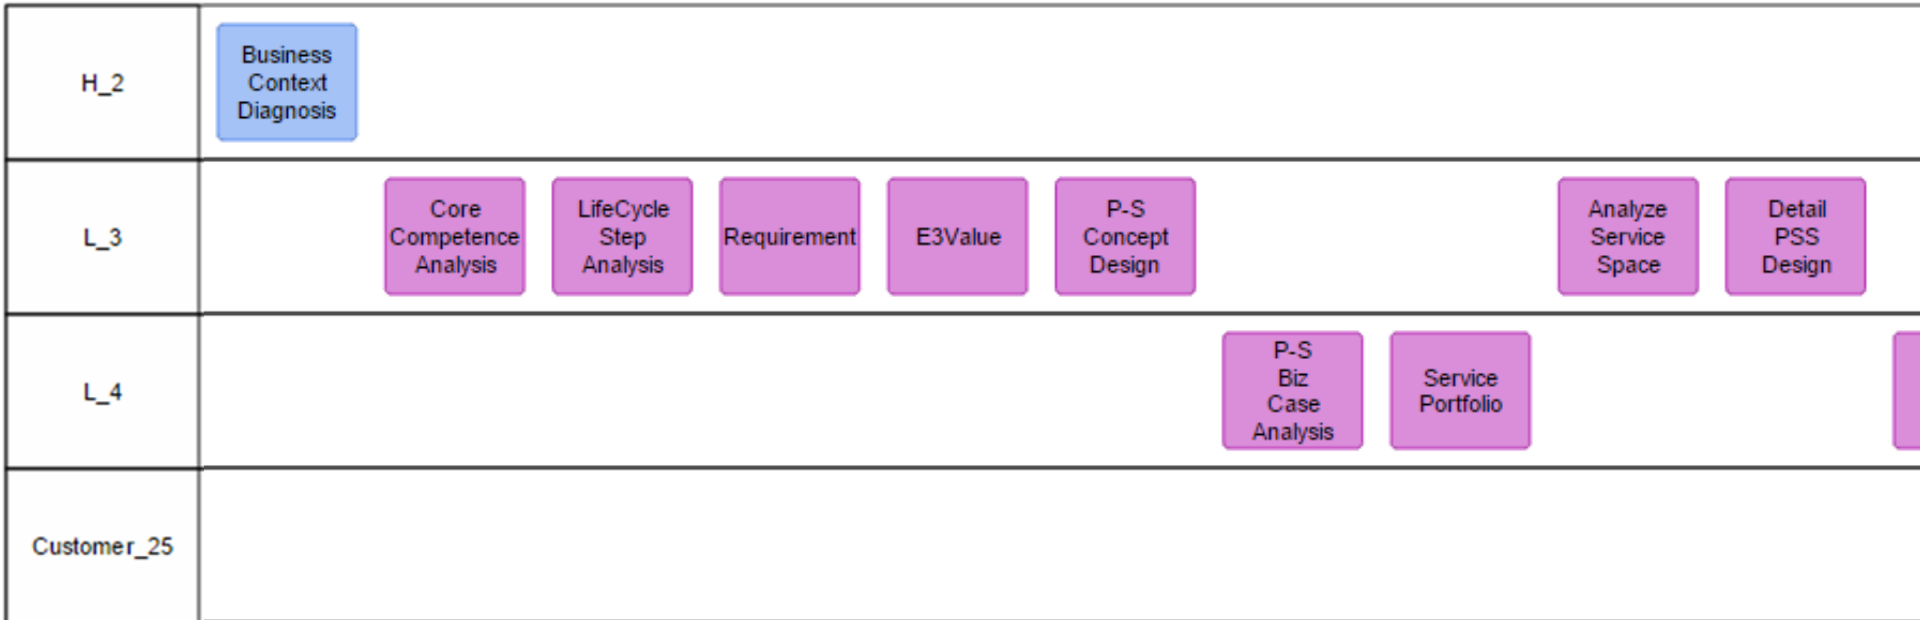 H_2
Business
Context
Diagnosis
L_3
Core
Competence
Analysis
LifeCycle
Step
Analysis
Requirement
E3Value
P-S
Concept
Design
Analyze
Service
Space
Detail
PSS
Design
L_4
P-S
Biz
Case
Analysis
Service
Portfolio
Customer_25